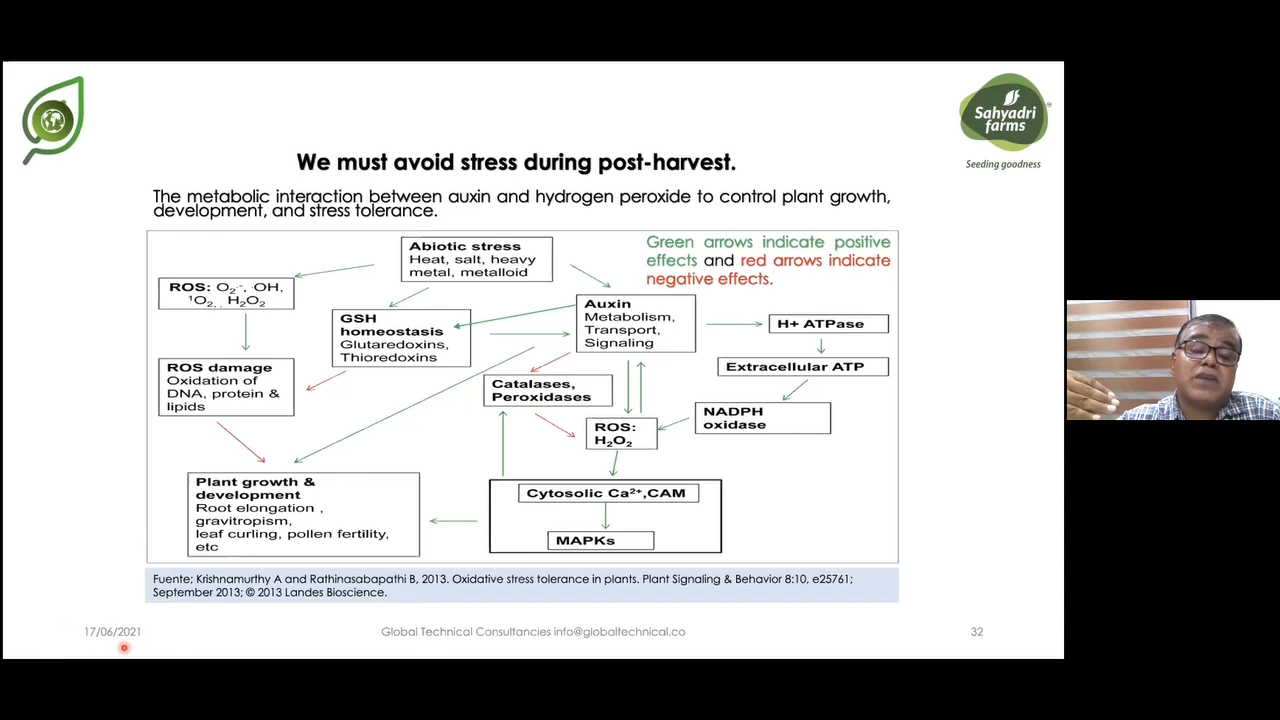 Sahyadri
farms
Seeding goodness
We must avoid stress during post-harvest.
The metabolic interaction between auxin and hydrogen peroxide to control plant growth,
development, and stress tolerance.
Green arrows indicate positive
effects and red arrows indicate
negative effects.
Abiotic stress
Heat, salt, heavy
metal, metalloid
ROS: O₂·⁻, ·OH,
¹O₂, H₂O₂
GSH
homeostasis
Glutaredoxins,
Thioredoxins
Auxin
Metabolism,
Transport,
Signaling
H+ ATPase
Extracellular ATP
NADPH
oxidase
ROS damage
Oxidation of
DNA, protein &
lipids
Catalases,
Peroxidases
ROS:
H₂O₂
Plant growth &
development
Root elongation ,
gravitropism,
leaf curling, pollen fertility,
etc
Cytosolic Ca²⁺,CAM
MAPKs
Fuente; Krishnamurthy A and Rathinasabapathi B, 2013. Oxidative stress tolerance in plants. Plant Signaling & Behavior 8:10, e25761;
September 2013; © 2013 Landes Bioscience.
17/06/2021
Global Technical Consultancies info@globaltechnical.co
32